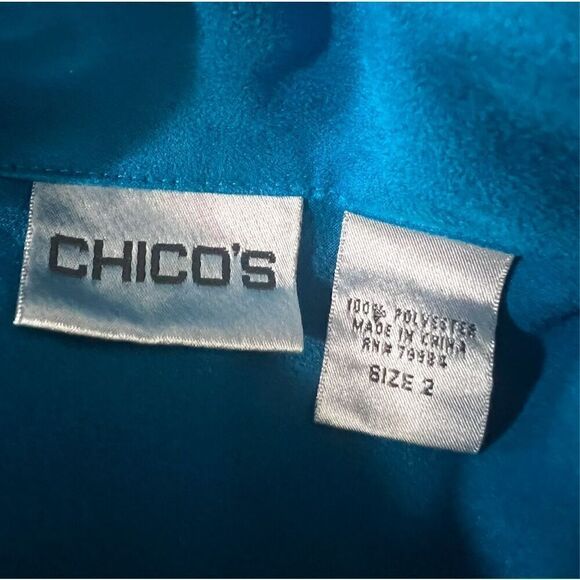 CHICO'S
100% POLYESTER
MADE IN CHINA
RN# 79984
SIZE 2